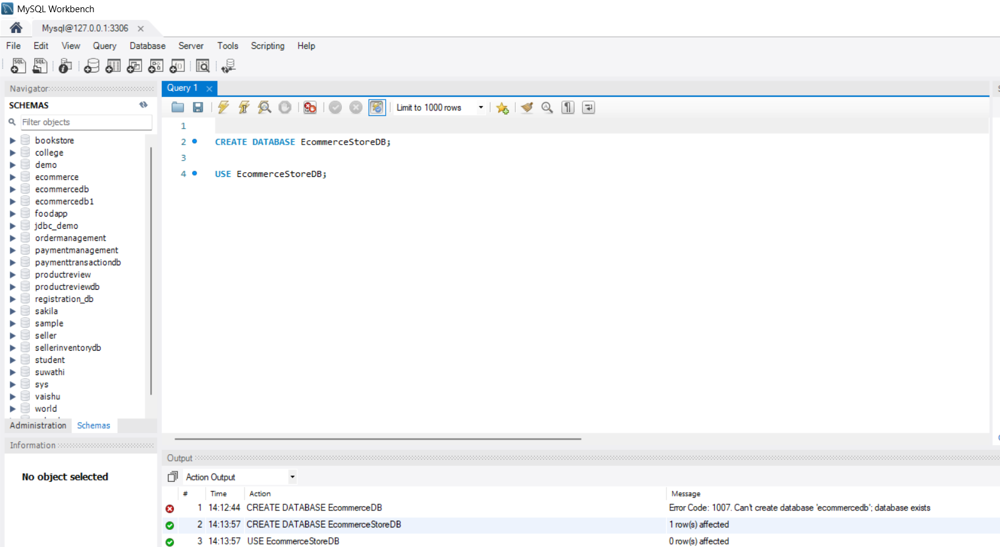 MySQL Workbench
Mysql@127.0.0.1:3306
File Edit View Query Database Server Tools Scripting Help
Navigator
SCHEMAS
Filter objects
bookstore
college
demo
ecommerce
ecommercedb
ecommercedb1
foodapp
jdbc_demo
ordermanagement
paymentmanagement
paymenttransactiondb
productreview
productreviewdb
registration_db
sakila
sample
seller
sellerinventorydb
student
suwathi
sys
vaishu
world
Administration Schemas
Information
No object selected
Query 1
Limit to 1000 rows
1
2 CREATE DATABASE EcommerceStoreDB;
3
4 USE EcommerceStoreDB;
Output
Action Output
# Time Action Message
1 14:12:44 CREATE DATABASE EcommerceDB Error Code: 1007. Can't create database 'ecommercedb'; database exists
2 14:13:57 CREATE DATABASE EcommerceStoreDB 1 row(s) affected
3 14:13:57 USE EcommerceStoreDB 0 row(s) affected